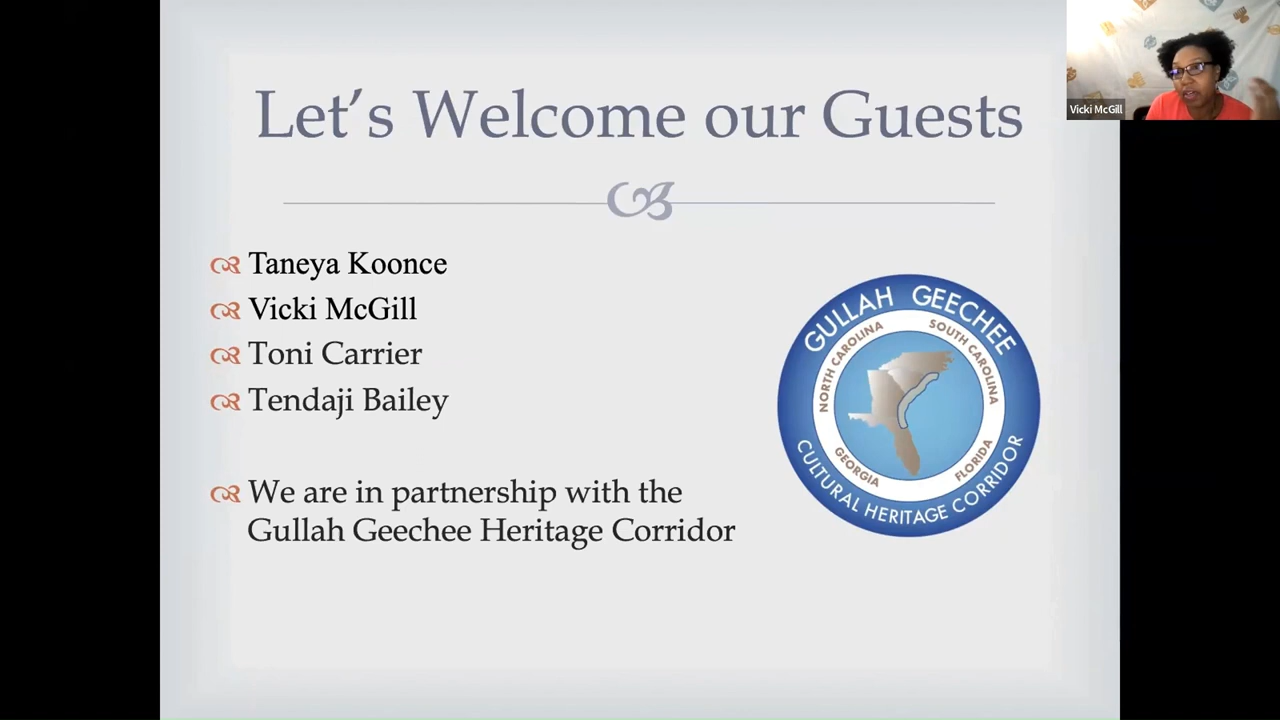 Let's Welcome our Guests
Taneya Koonce
Vicki McGill
Toni Carrier
Tendaji Bailey
We are in partnership with the
Gullah Geechee Heritage Corridor
GULLAH GEECHEE
NORTH CAROLINA
SOUTH CAROLINA
GEORGIA
FLORIDA
CULTURAL HERITAGE CORRIDOR
Vicki McGill